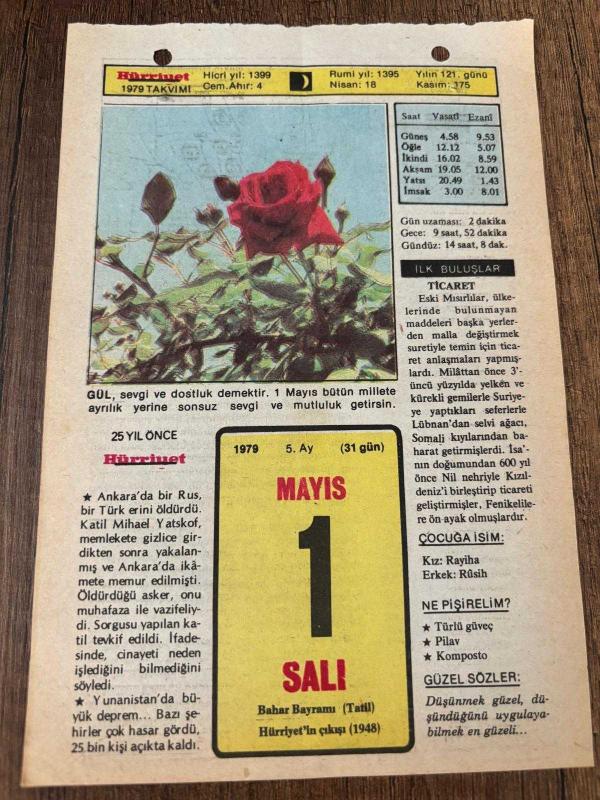 Hürriyet
1979 TAKVİMİ
Hicri yıl: 1399
Cem.Ahır: 4
Rumi yıl: 1395
Nisan: 18
Yılın 121. günü
Kasım: 175
Saat Vasatî Ezanî
Güneş 4.58 9.53
Öğle 12.12 5.07
İkindi 16.02 8.59
Akşam 19.05 12.00
Yatsı 20.49 1.43
İmsak 3.00 8.01
Gün uzaması: 2 dakika
Gece: 9 saat, 52 dakika
Gündüz: 14 saat, 8 dak.
İLK BULUŞLAR
TİCARET
Eski Mısırlılar, ülke-
lerinde bulunmayan
maddeleri başka yerler-
den malla değiştirmek
suretiyle temin için tica-
ret anlaşmaları yapmış-
lardı. Milâttan önce 3'-
üncü yüzyılda yelken ve
kürekli gemilerle Suriye-
ye yaptıkları seferlerle
Lübnan'dan selvi ağacı,
Somali kıyılarından ba-
harat getirmişlerdi. İsa'-
nın doğumundan 600 yıl
önce Nil nehriyle Kızıl-
deniz'i birleştirip ticareti
geliştirmişler, Fenikelile-
re ön-ayak olmuşlardır.
GÜL, sevgi ve dostluk demektir. 1 Mayıs bütün millete
ayrılık yerine sonsuz sevgi ve mutluluk getirsin.
25 YIL ÖNCE
Hürriyet
★ Ankara'da bir Rus,
bir Türk erini öldürdü.
Katil Mihael Yatskof,
memlekete gizlice gir-
dikten sonra yakalan-
mış ve Ankara'da ikâ-
mete memur edilmişti.
Öldürdüğü asker, onu
muhafaza ile vazifeliy-
di. Sorgusu yapılan ka-
til tevkif edildi. İfade-
sinde, cinayeti neden
işlediğini bilmediğini
söyledi.
★ Yunanistan'da bü-
yük deprem... Bazı şe-
hirler çok hasar gördü,
25 bin kişi açıkta kaldı.
1979 5. Ay (31 gün)
MAYIS
1
SALI
Bahar Bayramı (Tatil)
Hürriyet'in çıkışı (1948)
ÇOCUĞA İSİM:
Kız: Rayiha
Erkek: Rûsih
NE PİŞİRELİM?
★ Türlü güveç
★ Pilav
★ Komposto
GÜZEL SÖZLER:
Düşünmek güzel, dü-
şündüğünü uygulaya-
bilmek en güzeli...